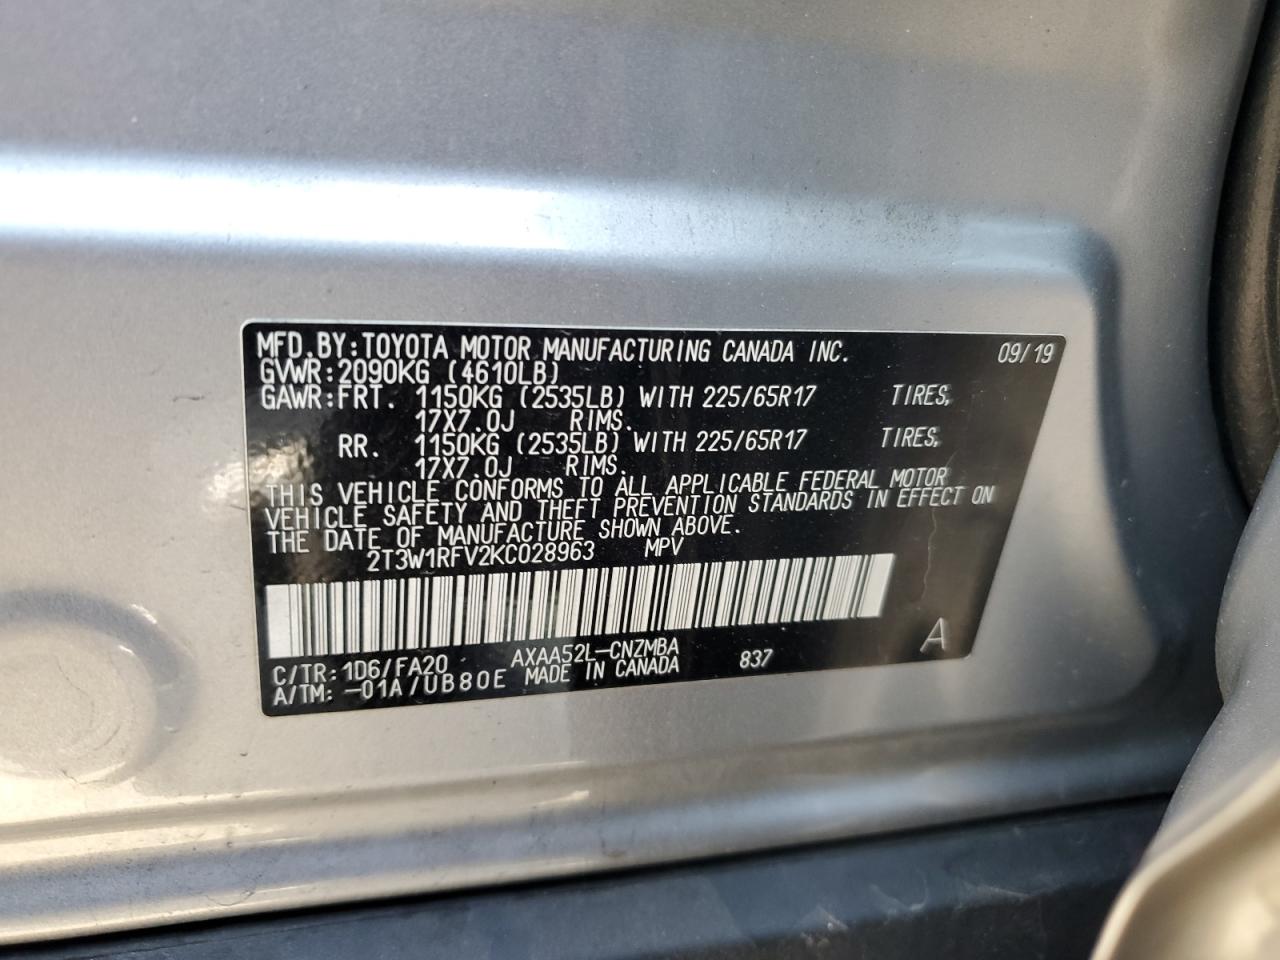 MFD.BY:TOYOTA MOTOR MANUFACTURING CANADA INC. 09/19
GVWR:2090KG (4610LB)
GAWR:FRT. 1150KG (2535LB) WITH 225/65R17 TIRES,
17X7.0J RIMS.
RR. 1150KG (2535LB) WITH 225/65R17 TIRES,
17X7.0J RIMS.
THIS VEHICLE CONFORMS TO ALL APPLICABLE FEDERAL MOTOR
VEHICLE SAFETY AND THEFT PREVENTION STANDARDS IN EFFECT ON
THE DATE OF MANUFACTURE SHOWN ABOVE.
2T3W1RFV2KC028963 MPV
A
C/TR:1D6/FA20 AXAA52L-CNZMBA 837
A/TM: -01A/UB80E MADE IN CANADA